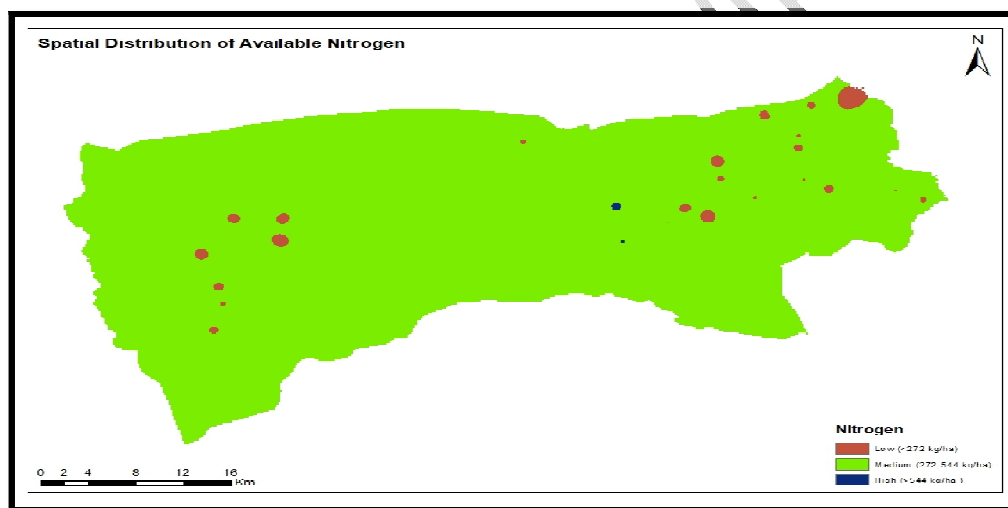 Spatial Distribution of Available Nitrogen
N
Nitrogen
Low (<272 kg/ha)
Medium (272-544 kg/ha)
High (>544 kg/ha)
0 2 4 8 12 16
Km